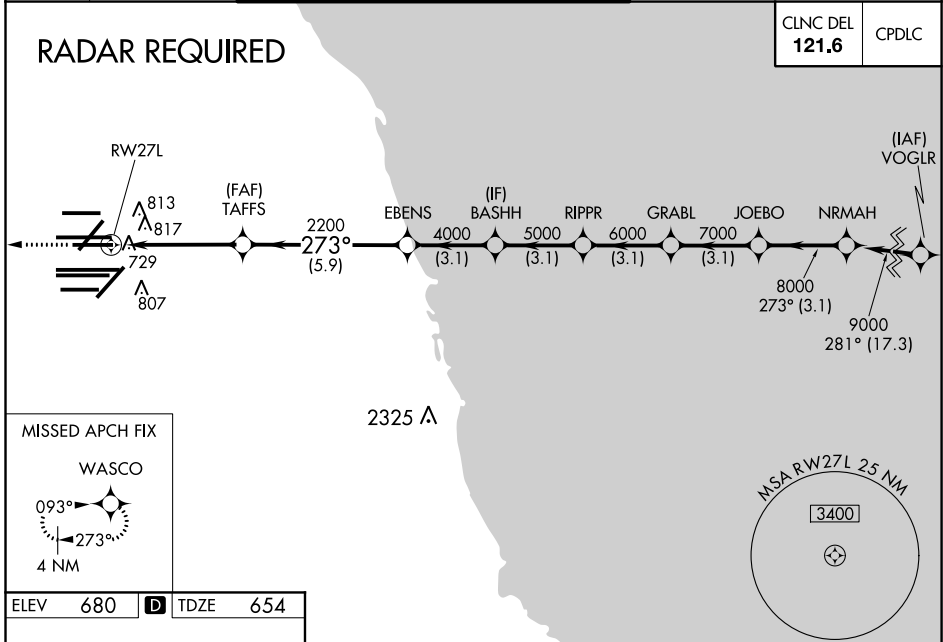 RADAR REQUIRED
CLNC DEL
121.6
CPDLC
RW27L
813
817
729
807
(FAF)
TAFFS
2200
273°
(5.9)
EBENS
4000
(3.1)
(IF)
BASHH
5000
(3.1)
RIPPR
6000
(3.1)
GRABL
7000
(3.1)
JOEBO
8000
273° (3.1)
NRMAH
9000
281° (17.3)
(IAF)
VOGLR
2325
MISSED APCH FIX
WASCO
093°
273°
4 NM
MSA RW27L 25 NM
3400
ELEV 680 D TDZE 654